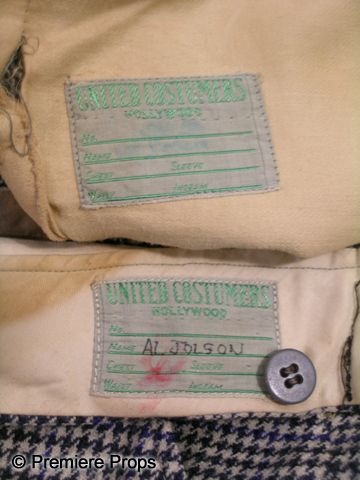 UNITED COSTUMERS
HOLLYWOOD
No.
NAME
CHEST SLEEVE
WAIST INSEAM
UNITED COSTUMERS
HOLLYWOOD
No.
NAME AL JOLSON
CHEST SLEEVE
WAIST INSEAM
© Premiere Props